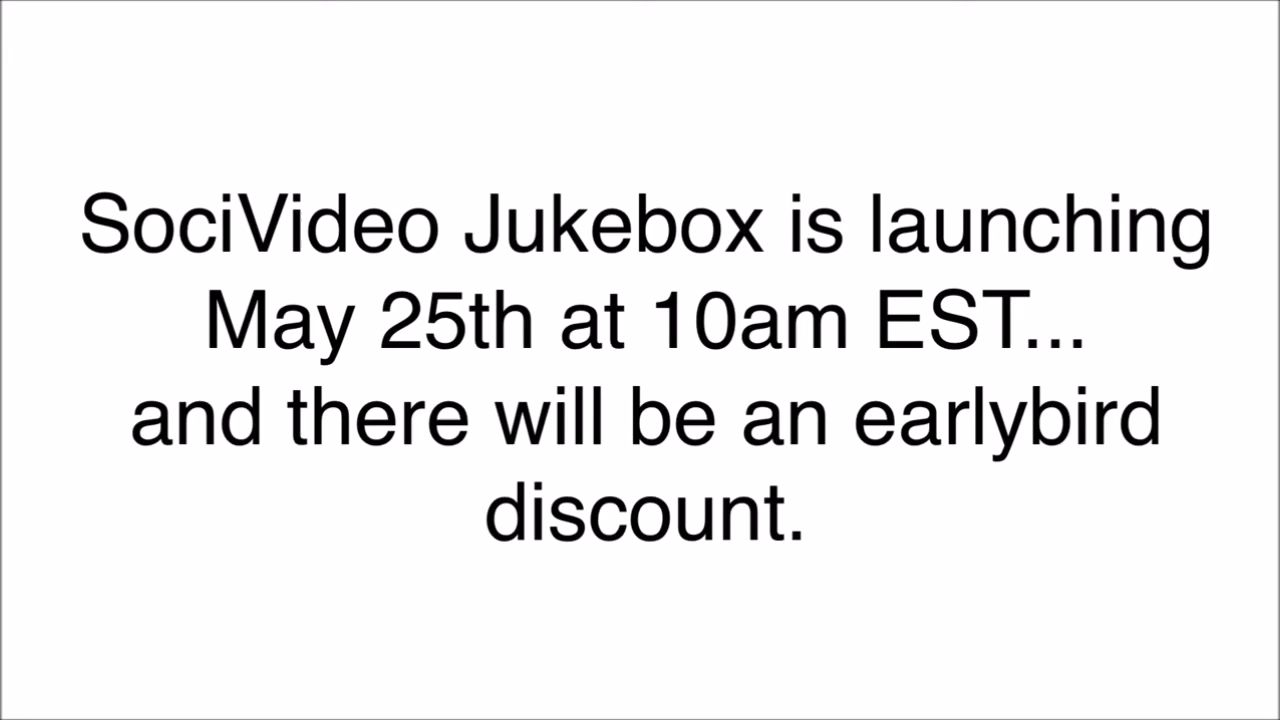 SociVideo Jukebox is launching
May 25th at 10am EST...
and there will be an earlybird
discount.